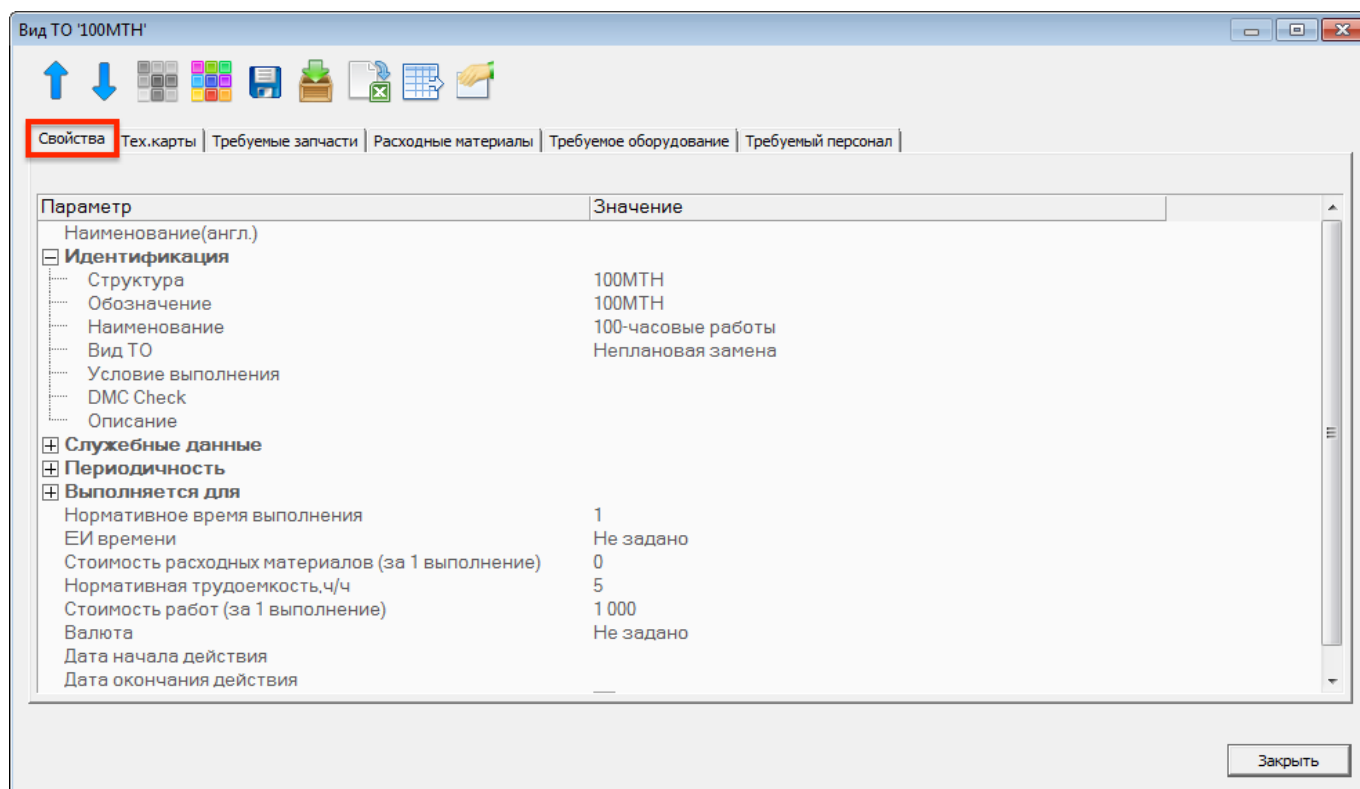 Вид ТО '100МТН'
Свойства Тех.карты Требуемые запчасти Расходные материалы Требуемое оборудование Требуемый персонал
Параметр Значение
Наименование(англ.)
Идентификация
Структура 100МТН
Обозначение 100МТН
Наименование 100-часовые работы
Вид ТО Неплановая замена
Условие выполнения
DMC Check
Описание
Служебные данные
Периодичность
Выполняется для
Нормативное время выполнения 1
ЕИ времени Не задано
Стоимость расходных материалов (за 1 выполнение) 0
Нормативная трудоемкость,ч/ч 5
Стоимость работ (за 1 выполнение) 1 000
Валюта Не задано
Дата начала действия
Дата окончания действия
Закрыть